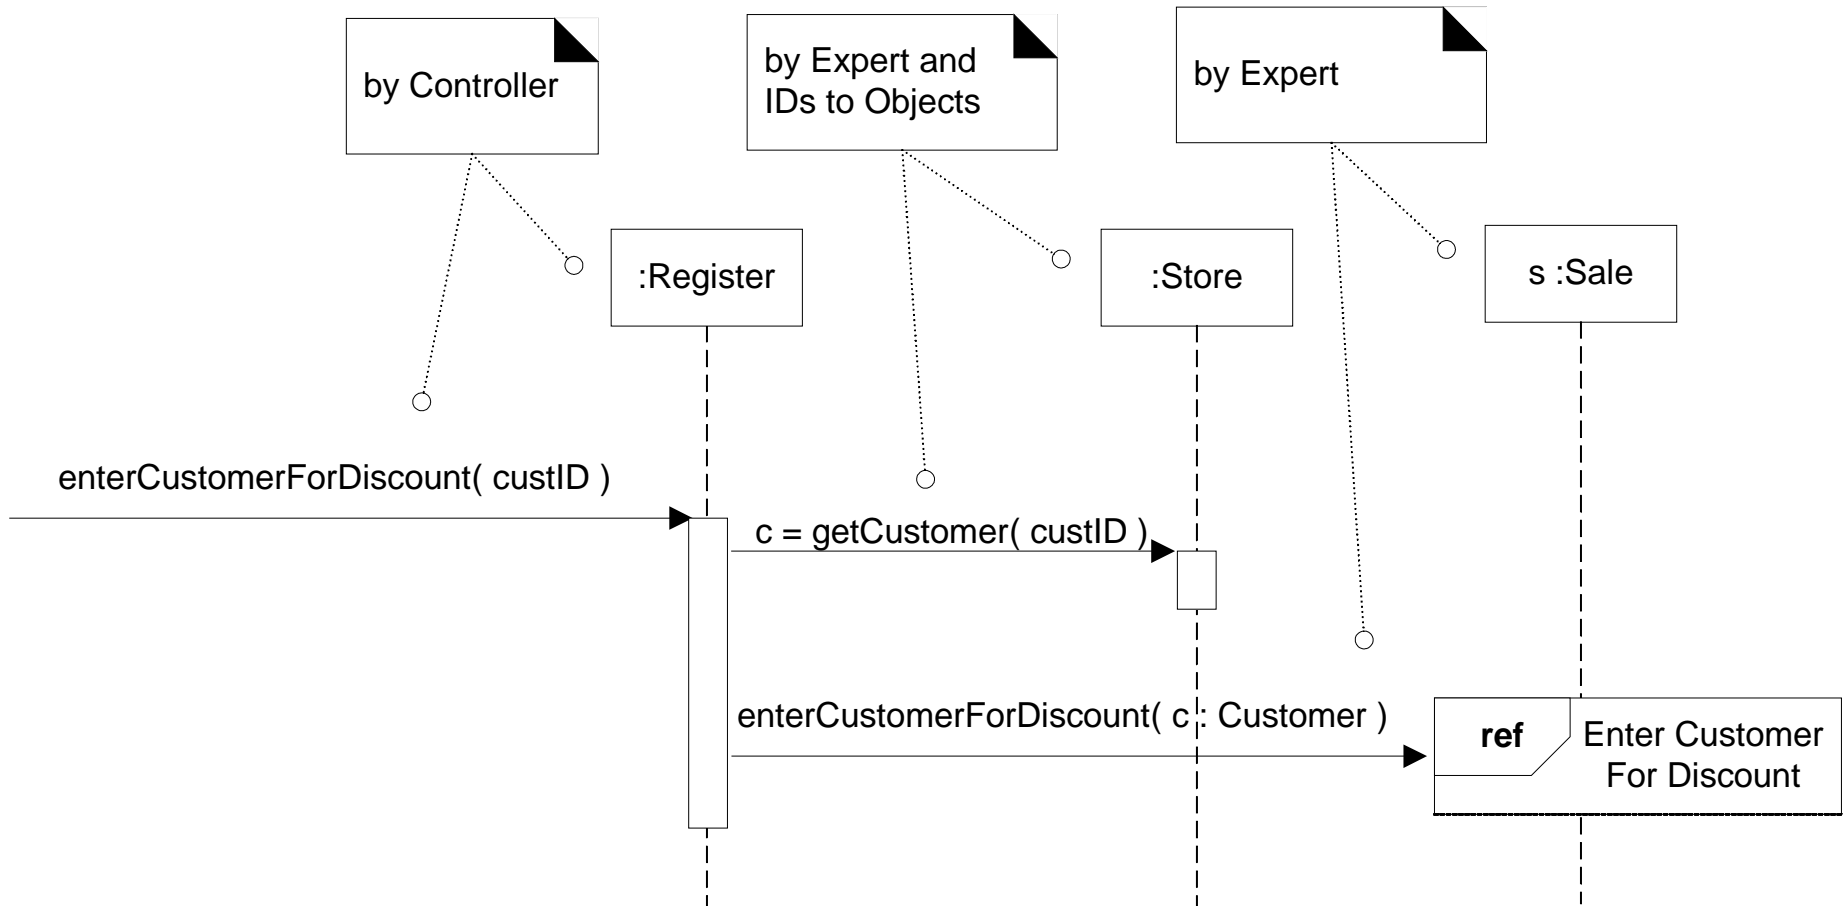 by Controller
by Expert and
IDs to Objects
by Expert
:Register
:Store
s :Sale
enterCustomerForDiscount( custID )
c = getCustomer( custID )
enterCustomerForDiscount( c : Customer )
ref
Enter Customer
For Discount